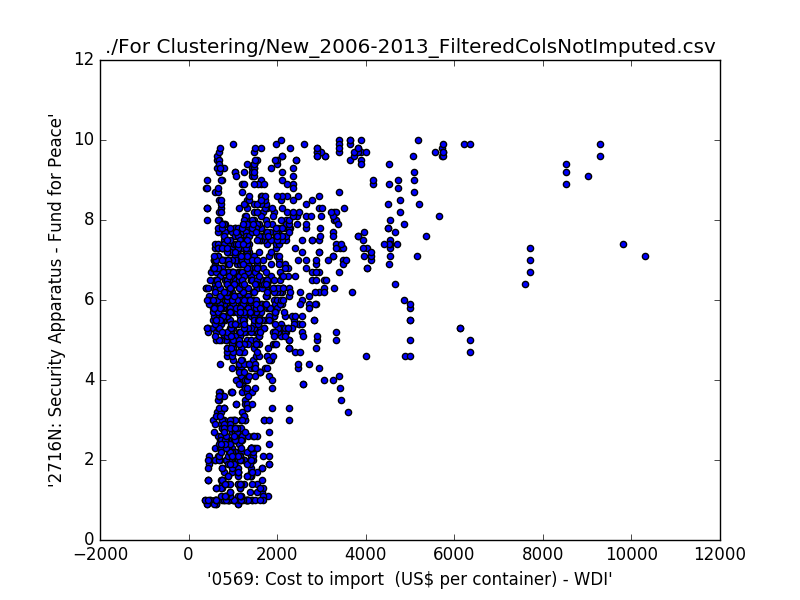 ./For Clustering/New_2006-2013_FilteredColsNotImputed.csv
12
10
8
6
4
2
0
'2716N: Security Apparatus - Fund for Peace'
−2000 0 2000 4000 6000 8000 10000 12000
'0569: Cost to import  (US$ per container) - WDI'